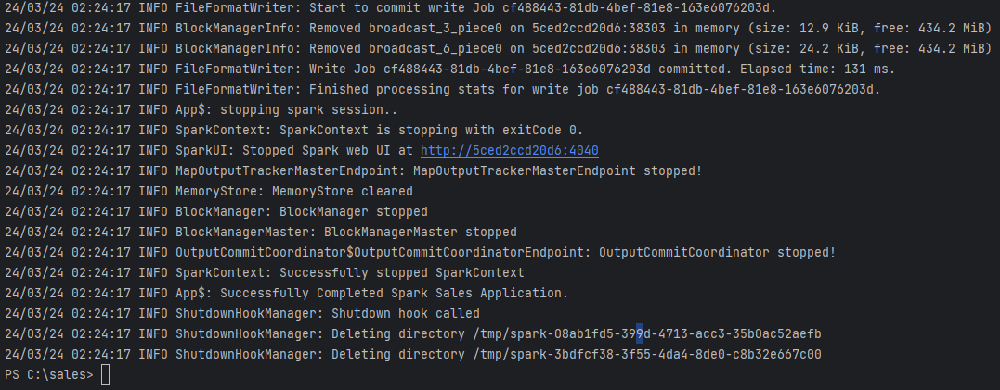 24/03/24 02:24:17 INFO FileFormatWriter: Start to commit write Job cf488443-81db-4bef-81e8-163e6076203d.
24/03/24 02:24:17 INFO BlockManagerInfo: Removed broadcast_3_piece0 on 5ced2ccd20d6:38303 in memory (size: 12.9 KiB, free: 434.2 MiB)
24/03/24 02:24:17 INFO BlockManagerInfo: Removed broadcast_6_piece0 on 5ced2ccd20d6:38303 in memory (size: 24.2 KiB, free: 434.2 MiB)
24/03/24 02:24:17 INFO FileFormatWriter: Write Job cf488443-81db-4bef-81e8-163e6076203d committed. Elapsed time: 131 ms.
24/03/24 02:24:17 INFO FileFormatWriter: Finished processing stats for write job cf488443-81db-4bef-81e8-163e6076203d.
24/03/24 02:24:17 INFO App$: stopping spark session..
24/03/24 02:24:17 INFO SparkContext: SparkContext is stopping with exitCode 0.
24/03/24 02:24:17 INFO SparkUI: Stopped Spark web UI at http://5ced2ccd20d6:4040
24/03/24 02:24:17 INFO MapOutputTrackerMasterEndpoint: MapOutputTrackerMasterEndpoint stopped!
24/03/24 02:24:17 INFO MemoryStore: MemoryStore cleared
24/03/24 02:24:17 INFO BlockManager: BlockManager stopped
24/03/24 02:24:17 INFO BlockManagerMaster: BlockManagerMaster stopped
24/03/24 02:24:17 INFO OutputCommitCoordinator$OutputCommitCoordinatorEndpoint: OutputCommitCoordinator stopped!
24/03/24 02:24:17 INFO SparkContext: Successfully stopped SparkContext
24/03/24 02:24:17 INFO App$: Successfully Completed Spark Sales Application.
24/03/24 02:24:17 INFO ShutdownHookManager: Shutdown hook called
24/03/24 02:24:17 INFO ShutdownHookManager: Deleting directory /tmp/spark-08ab1fd5-399d-4713-acc3-35b0ac52aefb
24/03/24 02:24:17 INFO ShutdownHookManager: Deleting directory /tmp/spark-3bdfcf38-3f55-4da4-8de0-c8b32e667c00
PS C:\sales>